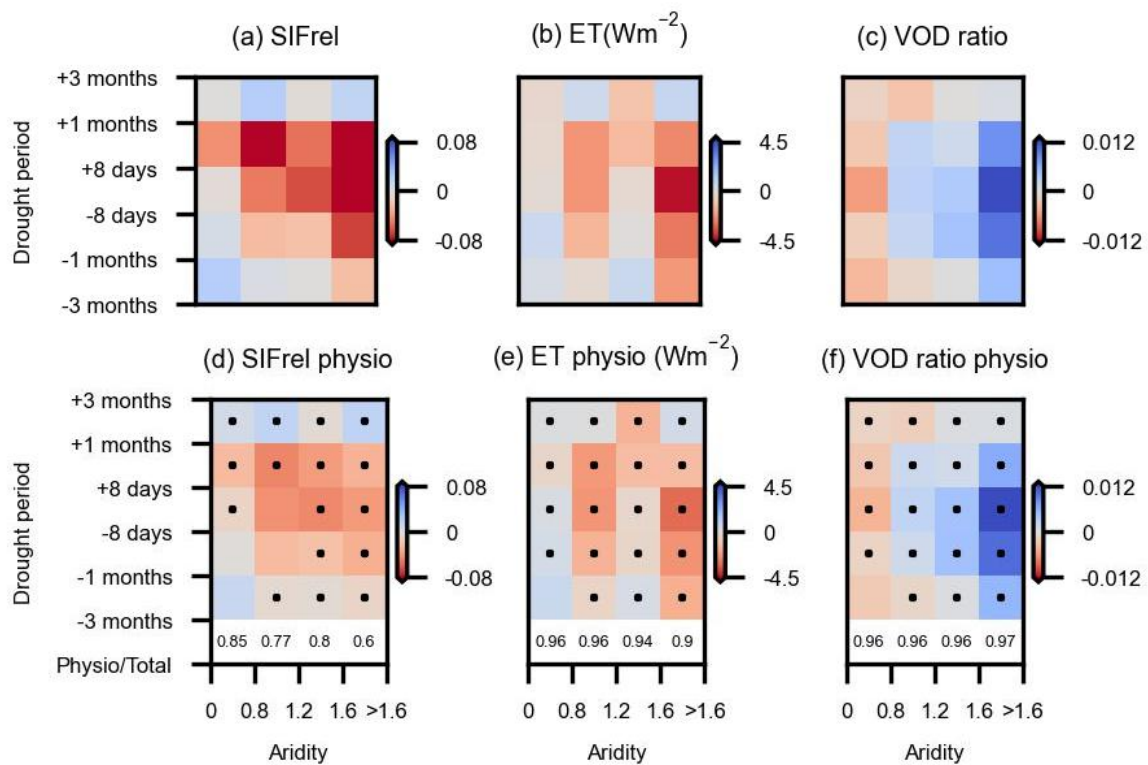 (a) SIFrel
(b) ET(Wm⁻²)
(c) VOD ratio
Drought period
+3 months
+1 months
+8 days
-8 days
-1 months
-3 months
0.08
0
-0.08
4.5
0
-4.5
0.012
0
-0.012
(d) SIFrel physio
(e) ET physio (Wm⁻²)
(f) VOD ratio physio
Drought period
+3 months
+1 months
+8 days
-8 days
-1 months
-3 months
Physio/Total
0.08
0
-0.08
4.5
0
-4.5
0.012
0
-0.012
0.85 0.77 0.8 0.6
0.96 0.96 0.94 0.9
0.96 0.96 0.96 0.97
0 0.8 1.2 1.6 >1.6
0 0.8 1.2 1.6 >1.6
0 0.8 1.2 1.6 >1.6
Aridity
Aridity
Aridity